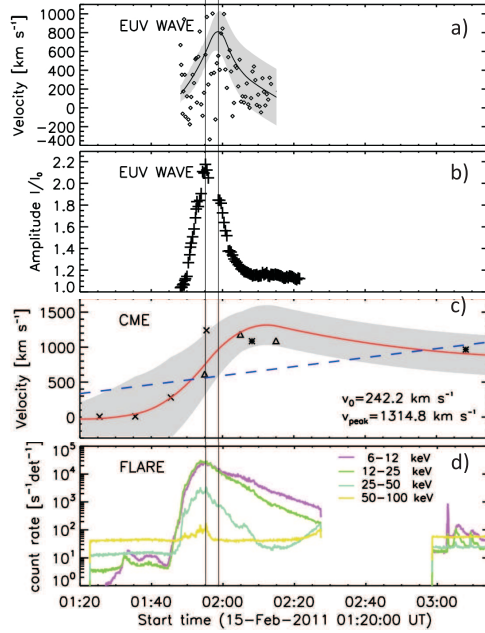 EUV WAVE
a)
Velocity [km s⁻¹]
1000
800
600
400
200
0
−200
−400
EUV WAVE
b)
Amplitude I/I₀
2.2
2.0
1.8
1.6
1.4
1.2
1.0
CME
c)
Velocity [km s⁻¹]
1500
1000
500
0
v₀=242.2 km s⁻¹
v_peak=1314.8 km s⁻¹
FLARE
d)
count rate [s⁻¹det⁻¹]
10⁵
10⁴
10³
10²
10¹
10⁰
6−12 keV
12−25 keV
25−50 keV
50−100 keV
01:20 01:40 02:00 02:20 02:40 03:00
Start time (15−Feb−2011 01:20:00 UT)